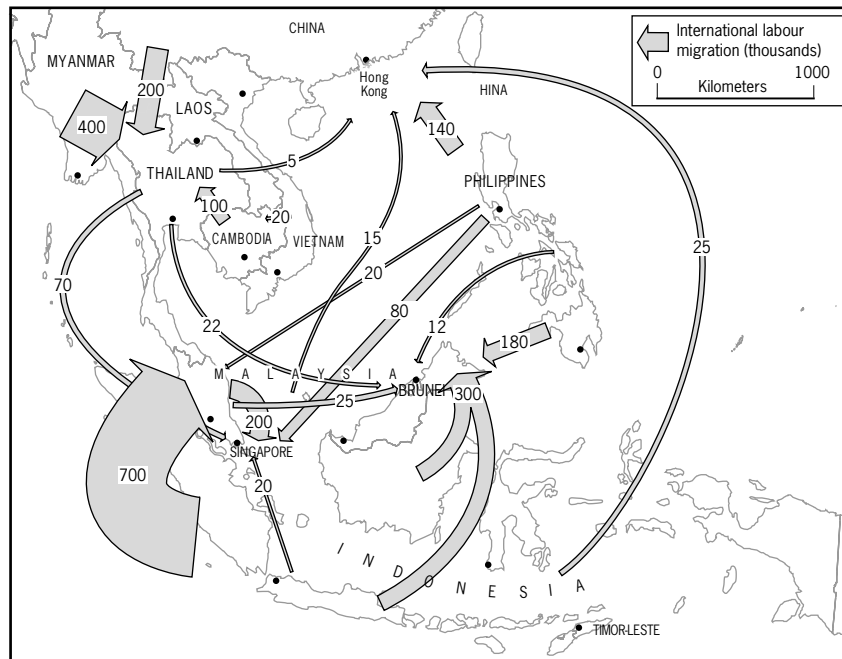 CHINA
International labour
migration (thousands)
0 1000
Kilometers
MYANMAR
Hong
Kong
HINA
200
LAOS
400
140
THAILAND
5
PHILIPPINES
100
20
CAMBODIA
VIETNAM
15
25
20
70
80
22
12
180
MALAYSIA
(BRUNEI
25
300
200
SINGAPORE
700
20
INDONESIA
TIMOR-LESTE